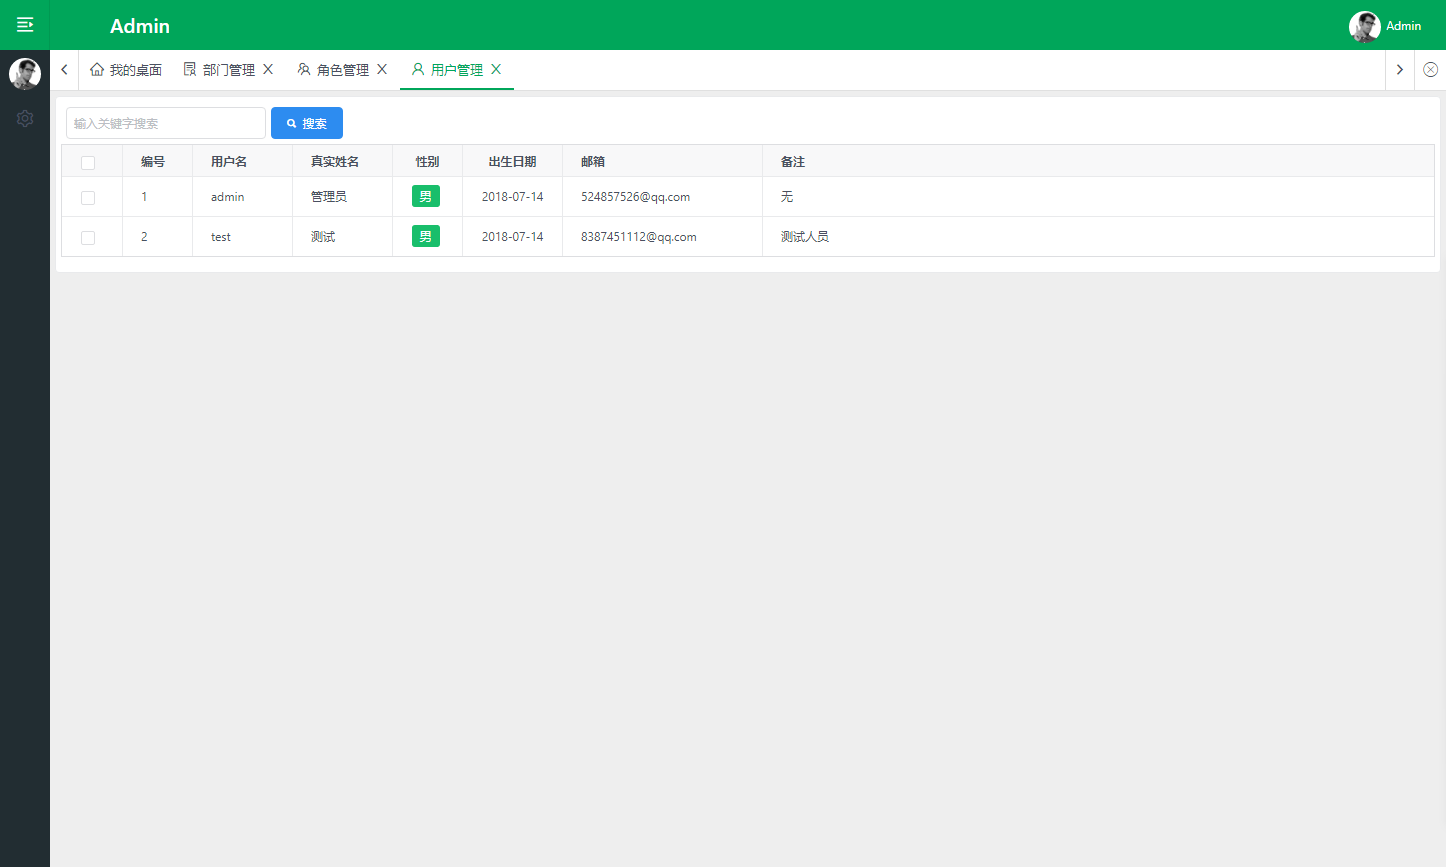 Admin
Admin
我的桌面 部门管理 X 角色管理 X 用户管理 X
输入关键字搜索 搜索
编号 用户名 真实姓名 性别 出生日期 邮箱 备注
1 admin 管理员 男 2018-07-14 524857526@qq.com 无
2 test 测试 男 2018-07-14 8387451112@qq.com 测试人员